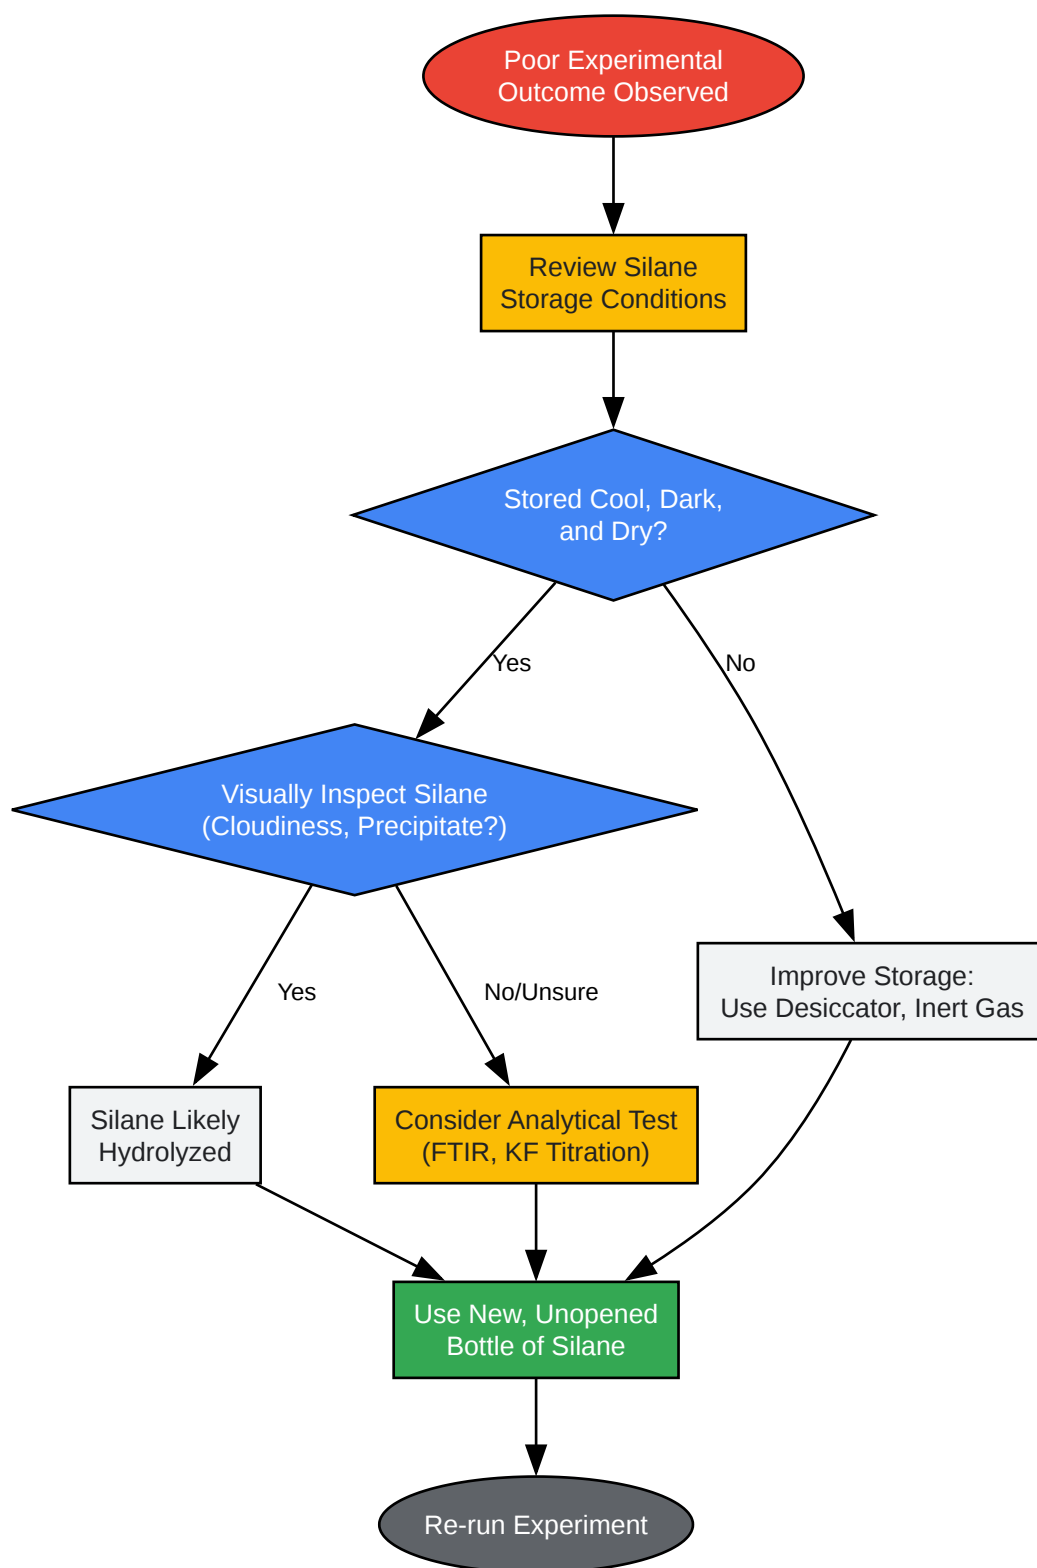 Poor Experimental
Outcome Observed
Review Silane
Storage Conditions
Stored Cool, Dark,
and Dry?
Yes
No
Visually Inspect Silane
(Cloudiness, Precipitate?)
Yes
No/Unsure
Improve Storage:
Use Desiccator, Inert Gas
Silane Likely
Hydrolyzed
Consider Analytical Test
(FTIR, KF Titration)
Use New, Unopened
Bottle of Silane
Re-run Experiment